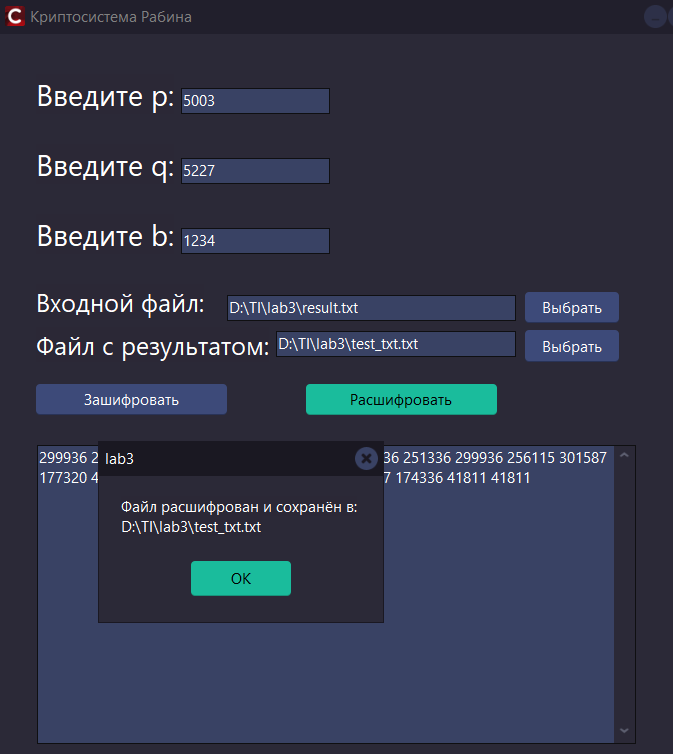 Криптосистема Рабина
Введите p: 5003
Введите q: 5227
Введите b: 1234
Входной файл: D:\TI\lab3\result.txt Выбрать
Файл с результатом: D:\TI\lab3\test_txt.txt Выбрать
Зашифровать Расшифровать
299936 2 36 251336 299936 256115 301587
177320 4 7 174336 41811 41811
lab3
Файл расшифрован и сохранён в:
D:\TI\lab3\test_txt.txt
OK